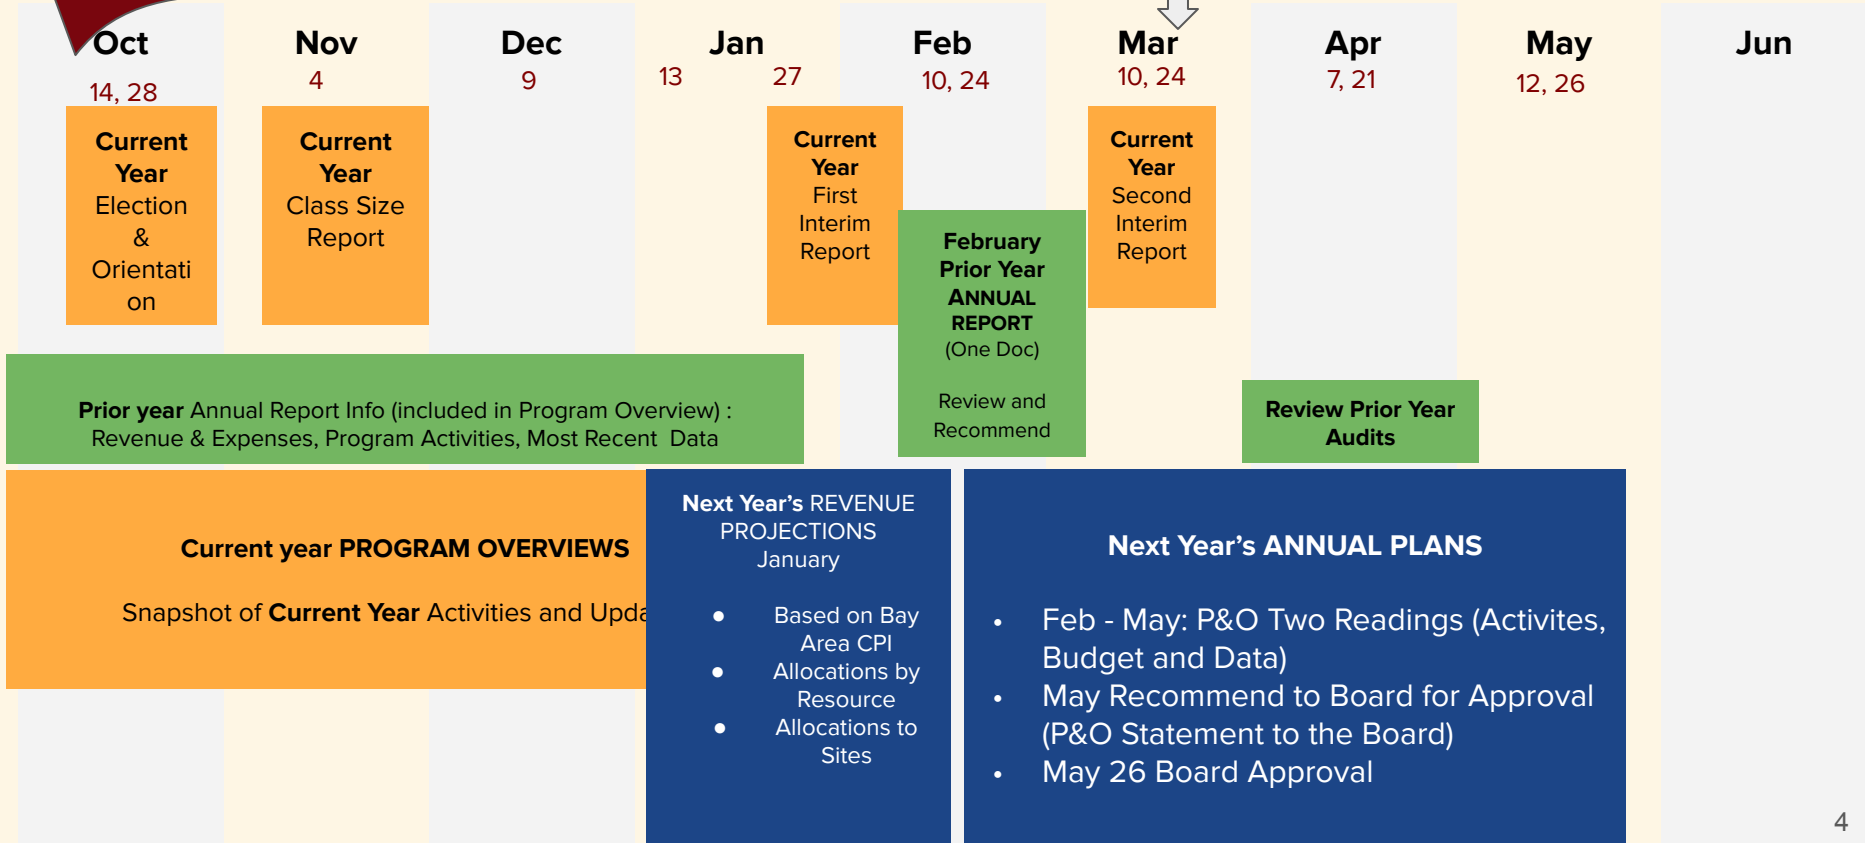 Oct
Nov
Dec
Jan
Feb
Mar
Apr
May
Jun
14, 28
4
9
13
27
10, 24
10, 24
7, 21
12, 26
Current
Year
Election
&
Orientati
on
Current
Year
Class Size
Report
Current
Year
First
Interim
Report
February
Prior Year
ANNUAL
REPORT
(One Doc)
Review and
Recommend
Current
Year
Second
Interim
Report
Prior year Annual Report Info (included in Program Overview) :
Revenue & Expenses, Program Activities, Most Recent Data
Review Prior Year
Audits
Current year PROGRAM OVERVIEWS
Snapshot of Current Year Activities and Upda
Next Year's REVENUE
PROJECTIONS
January
● Based on Bay
Area CPI
● Allocations by
Resource
● Allocations to
Sites
Next Year's ANNUAL PLANS
• Feb - May: P&O Two Readings (Activites,
Budget and Data)
• May Recommend to Board for Approval
(P&O Statement to the Board)
• May 26 Board Approval
4